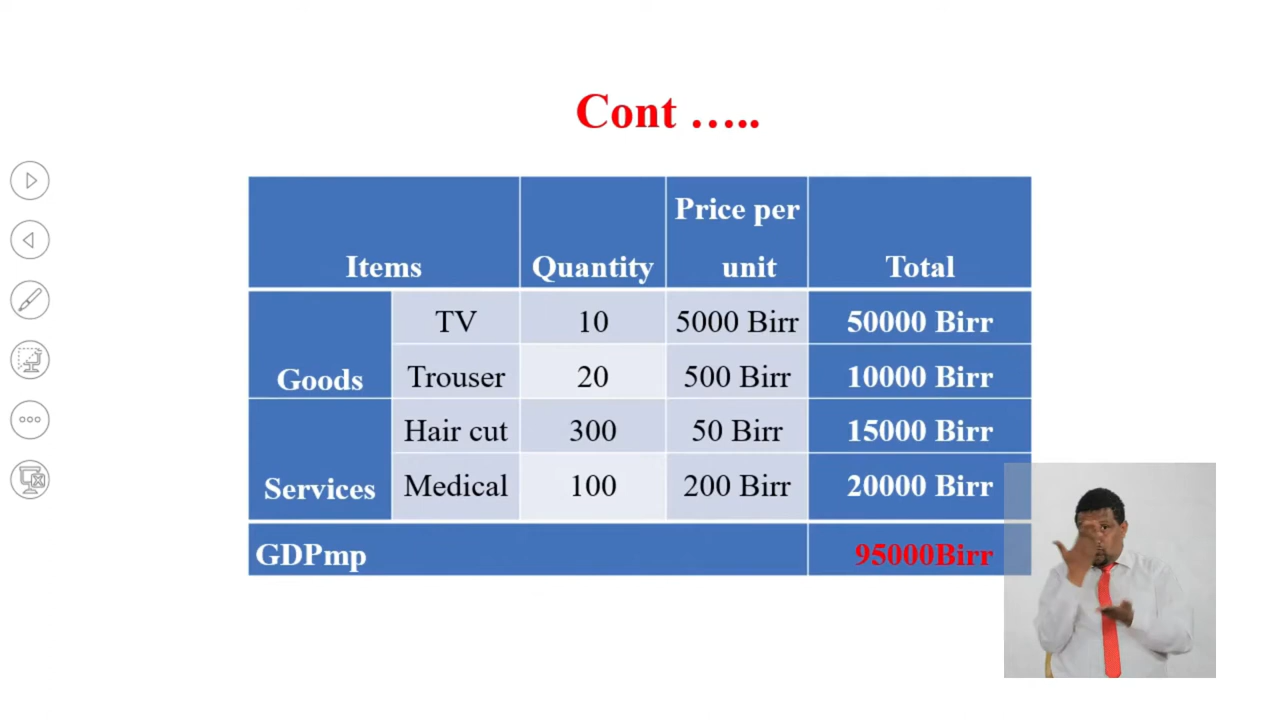 Cont …..
Items Quantity Price per unit Total
Goods TV 10 5000 Birr 50000 Birr
Trouser 20 500 Birr 10000 Birr
Services Hair cut 300 50 Birr 15000 Birr
Medical 100 200 Birr 20000 Birr
GDPmp 95000Birr